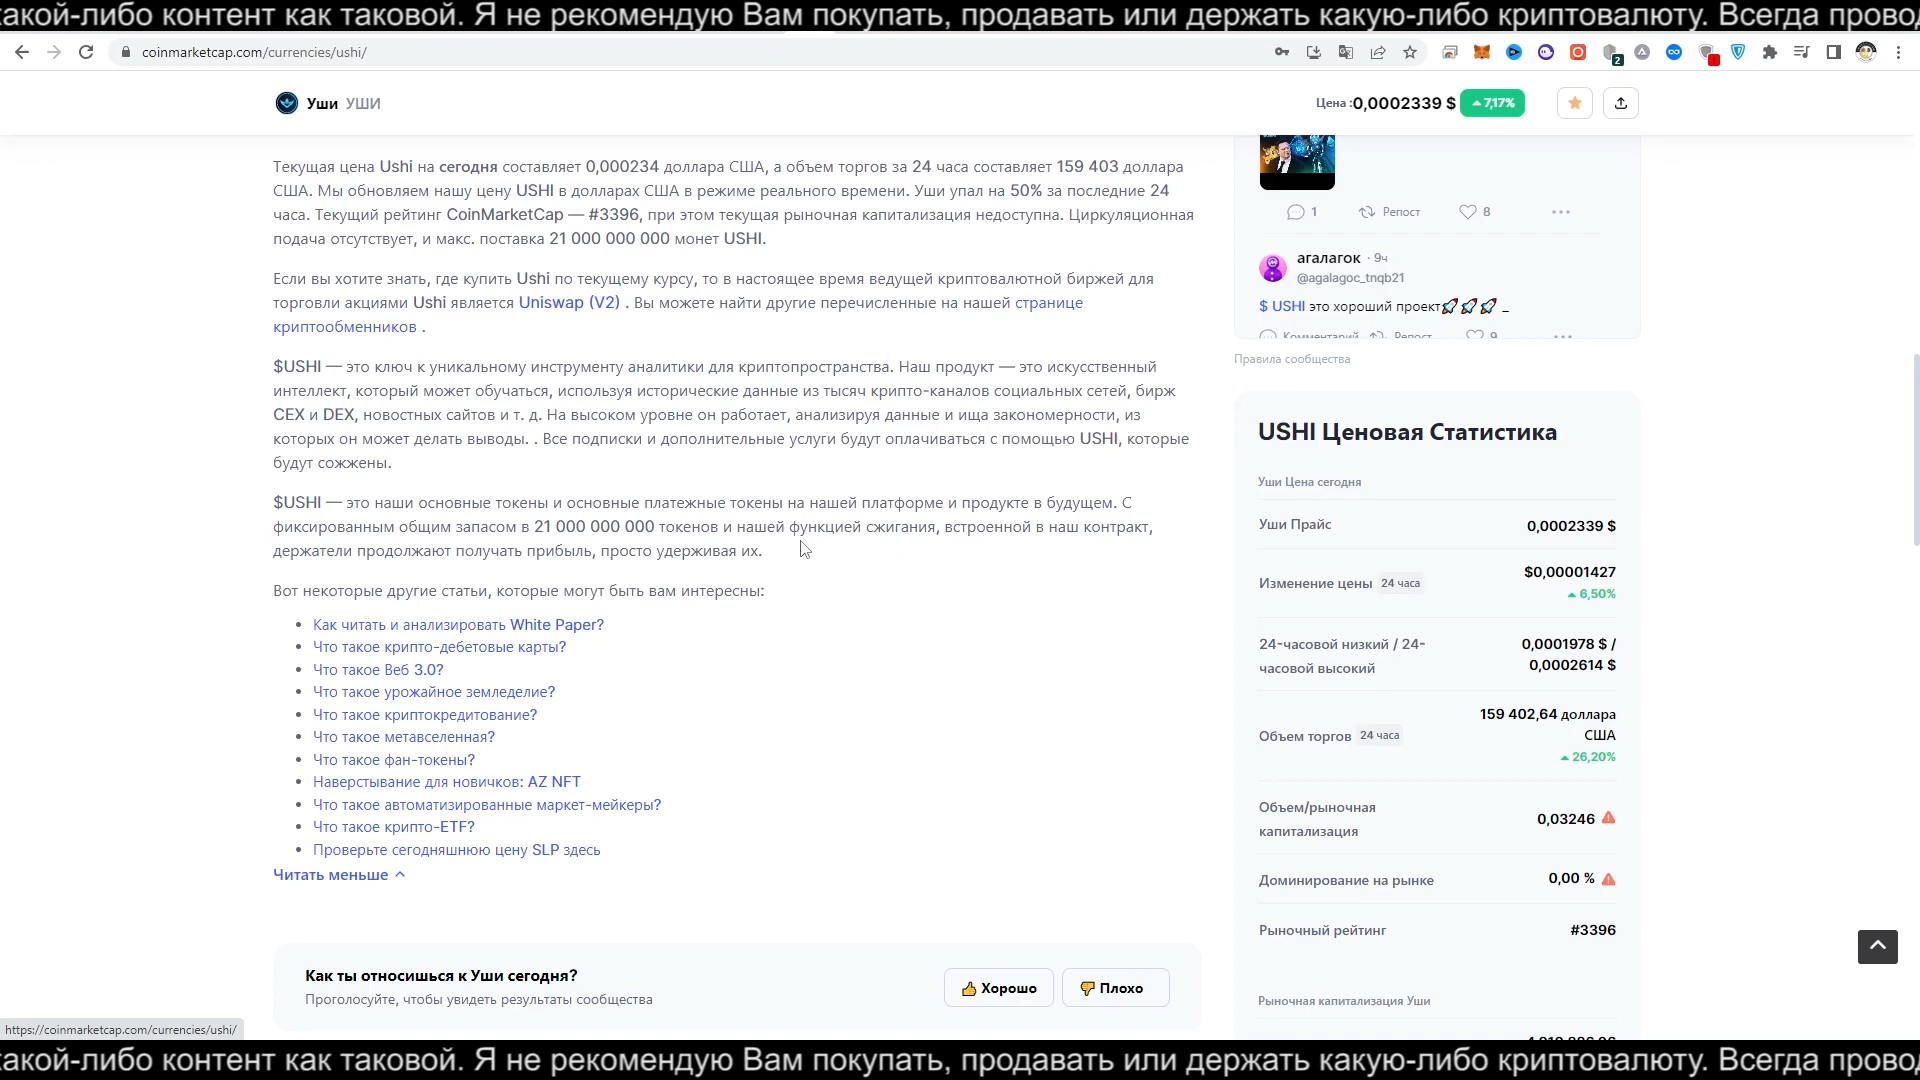 какой-либо контент как таковой. Я не рекомендую Вам покупать, продавать или держать какую-либо криптовалюту. Всегда
coinmarketcap.com/currencies/ushi/
2
Уши УШИ
Цена :0,0002339 $ 7,17%
Текущая цена Ushi на сегодня составляет 0,000234 доллара США, а объем торгов за 24 часа составляет 159 403 доллара
США. Мы обновляем нашу цену USHI в долларах США в режиме реального времени. Уши упал на 50% за последние 24
часа. Текущий рейтинг CoinMarketCap — #3396, при этом текущая рыночная капитализация недоступна. Циркуляционная
подача отсутствует, и макс. поставка 21 000 000 000 монет USHI.
Если вы хотите знать, где купить Ushi по текущему курсу, то в настоящее время ведущей криптовалютной биржей для
торговли акциями Ushi является Uniswap (V2) . Вы можете найти другие перечисленные на нашей странице
криптообменников .
$USHI — это ключ к уникальному инструменту аналитики для криптопространства. Наш продукт — это искусственный
интеллект, который может обучаться, используя исторические данные из тысяч крипто-каналов социальных сетей, бирж
CEX и DEX, новостных сайтов и т. д. На высоком уровне он работает, анализируя данные и ища закономерности, из
которых он может делать выводы. . Все подписки и дополнительные услуги будут оплачиваться с помощью USHI, которые
будут сожжены.
$USHI — это наши основные токены и основные платежные токены на нашей платформе и продукте в будущем. С
фиксированным общим запасом в 21 000 000 000 токенов и нашей функцией сжигания, встроенной в наш контракт,
держатели продолжают получать прибыль, просто удерживая их.
Вот некоторые другие статьи, которые могут быть вам интересны:
Как читать и анализировать White Paper?
Что такое крипто-дебетовые карты?
Что такое Веб 3.0?
Что такое урожайное земледелие?
Что такое криптокредитование?
Что такое метавселенная?
Что такое фан-токены?
Наверстывание для новичков: AZ NFT
Что такое автоматизированные маркет-мейкеры?
Что такое крипто-ETF?
Проверьте сегодняшнюю цену SLP здесь
Читать меньше
Как ты относишься к Уши сегодня?
Проголосуйте, чтобы увидеть результаты сообщества
Хорошо
Плохо
1 Репост 8
агалагок · 9ч
@agalagoc_tnqb21
$ USHI это хороший проект🚀🚀🚀 _
Комментарий Репост 9
Правила сообщества
USHI Ценовая Статистика
Уши Цена сегодня
Уши Прайс 0,0002339 $
Изменение цены 24 часа $0,00001427
6,50%
24-часовой низкий / 24-часовой высокий 0,0001978 $ /
0,0002614 $
Объем торгов 24 часа 159 402,64 доллара
США
26,20%
Объем/рыночная
капитализация 0,03246
Доминирование на рынке 0,00 %
Рыночный рейтинг #3396
Рыночная капитализация Уши
https://coinmarketcap.com/currencies/ushi/
какой-либо контент как таковой. Я не рекомендую Вам покупать, продавать или держать какую-либо криптовалюту. Всегда